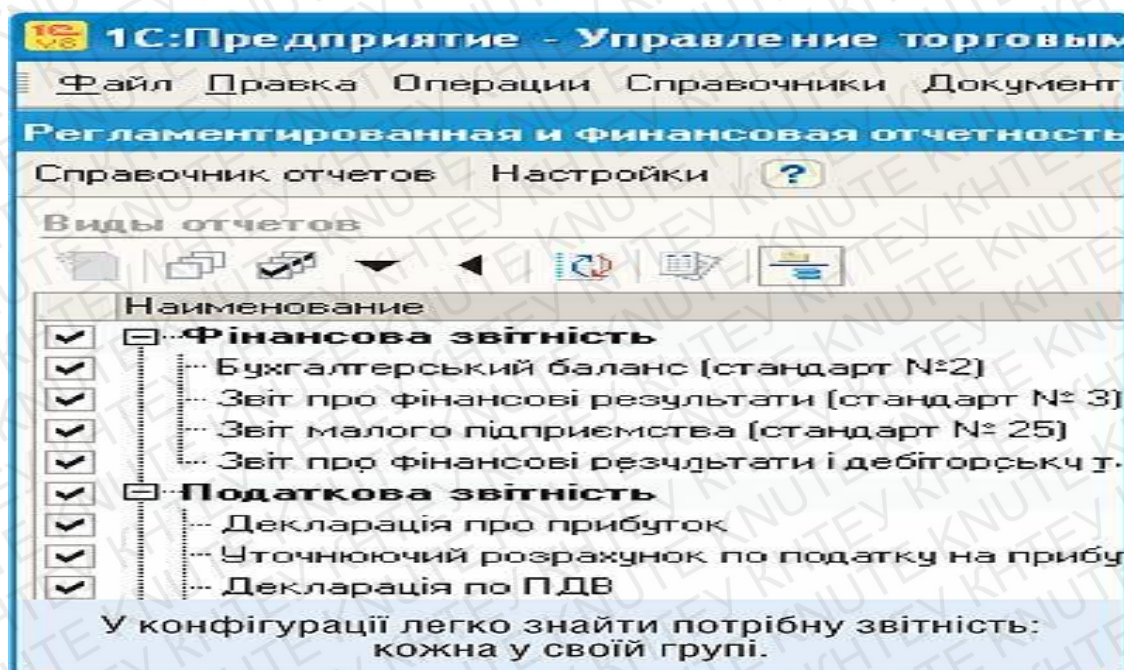 1С:Предприятие - Управление торговым
Файл Правка Операции Справочники Документ
Регламентированная и финансовая отчетность
Справочник отчетов Настройки ?
Виды отчетов
Наименование
Фінансова звітність
Бухгалтерський баланс (стандарт №2)
Звіт про фінансові результати (стандарт № 3)
Звіт малого підприємства (стандарт № 25)
Звіт про фінансові результати і дебіторську т.
Податкова звітність
Декларація про прибуток
Уточнюючий розрахунок по податку на прибу
Декларація по ПДВ
У конфігурації легко знайти потрібну звітність:
кожна у своїй групі.